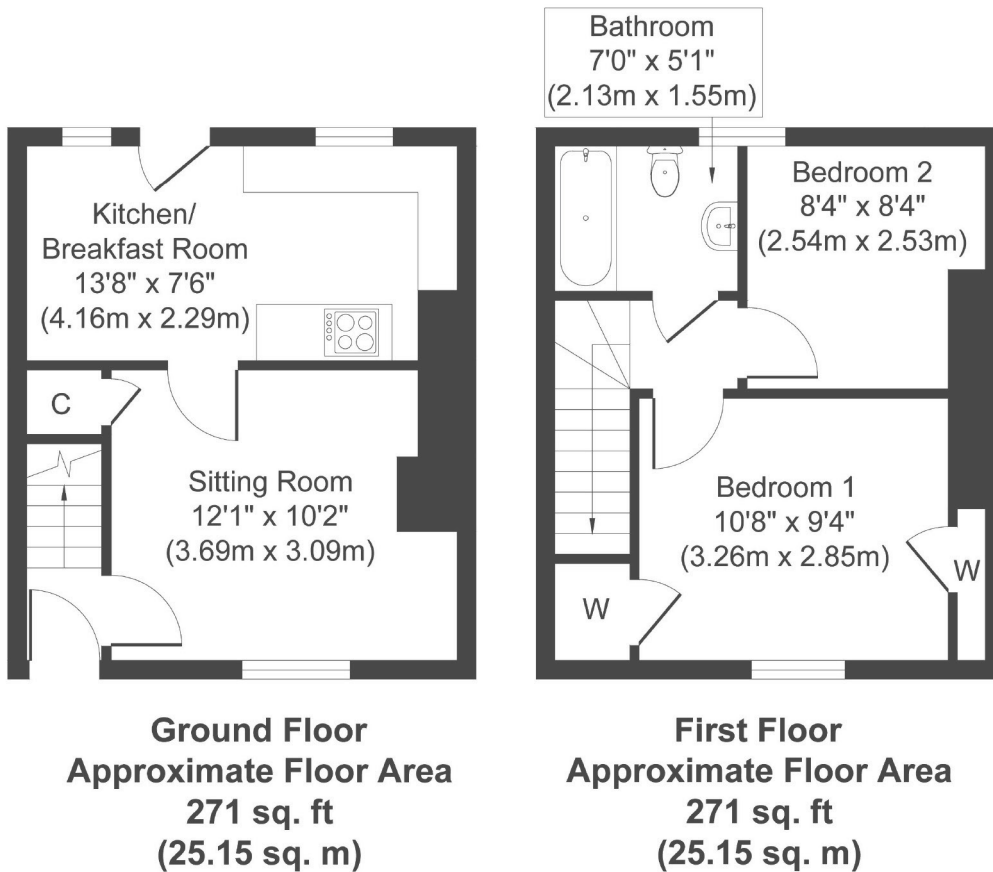 Bathroom
7'0" x 5'1"
(2.13m x 1.55m)
Kitchen/
Breakfast Room
13'8" x 7'6"
(4.16m x 2.29m)
C
Sitting Room
12'1" x 10'2"
(3.69m x 3.09m)
Bedroom 2
8'4" x 8'4"
(2.54m x 2.53m)
Bedroom 1
10'8" x 9'4"
(3.26m x 2.85m)
W
W
Ground Floor
Approximate Floor Area
271 sq. ft
(25.15 sq. m)
First Floor
Approximate Floor Area
271 sq. ft
(25.15 sq. m)